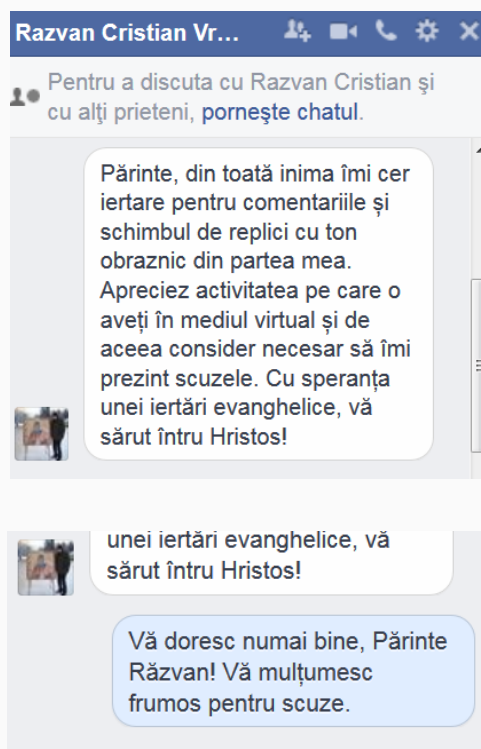 Razvan Cristian Vr...
Pentru a discuta cu Razvan Cristian şi
cu alţi prieteni, porneşte chatul.
Părinte, din toată inima îmi cer
iertare pentru comentariile și
schimbul de replici cu ton
obraznic din partea mea.
Apreciez activitatea pe care o
aveți în mediul virtual și de
aceea consider necesar să îmi
prezint scuzele. Cu speranța
unei iertări evanghelice, vă
sărut întru Hristos!
unei iertări evanghelice, vă
sărut întru Hristos!
Vă doresc numai bine, Părinte
Răzvan! Vă mulțumesc
frumos pentru scuze.